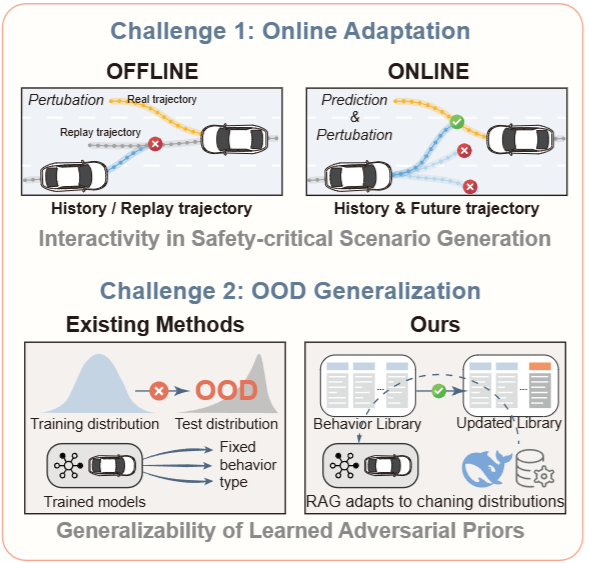 Challenge 1: Online Adaptation
OFFLINE
ONLINE
Pertubation
Real trajectory
Replay trajectory
Prediction
&
Pertubation
History / Replay trajectory
History & Future trajectory
Interactivity in Safety-critical Scenario Generation
Challenge 2: OOD Generalization
Existing Methods
Ours
OOD
Training distribution
Test distribution
Fixed
behavior
type
Trained models
...
...
Behavior Library
Updated Library
RAG adapts to chaning distributions
Generalizability of Learned Adversarial Priors